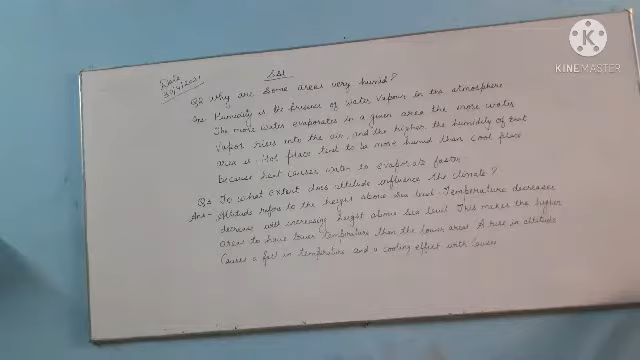 Date
30/4/2021
SSt
KINEMASTER
Q2 Why are some areas very humid?
Ans Humidity is the presence of water vapour in the atmosphere
The more water evaporates in a given area the more water
vapor rises into the air, and the higher the humidity of that
area is. Hot place tend to be more humid than cool place
because heat causes water to evaporate faster.
Q3 To what extent does altitude influence the climate?
Ans- Altitude refers to the height above sea level. Temperature decreases
decrease with increasing height above sea level. This makes the higher
areas to have lower temperature than the lower areas. A rise in altitude
Causes a fall in temperature and a cooling effect with lower